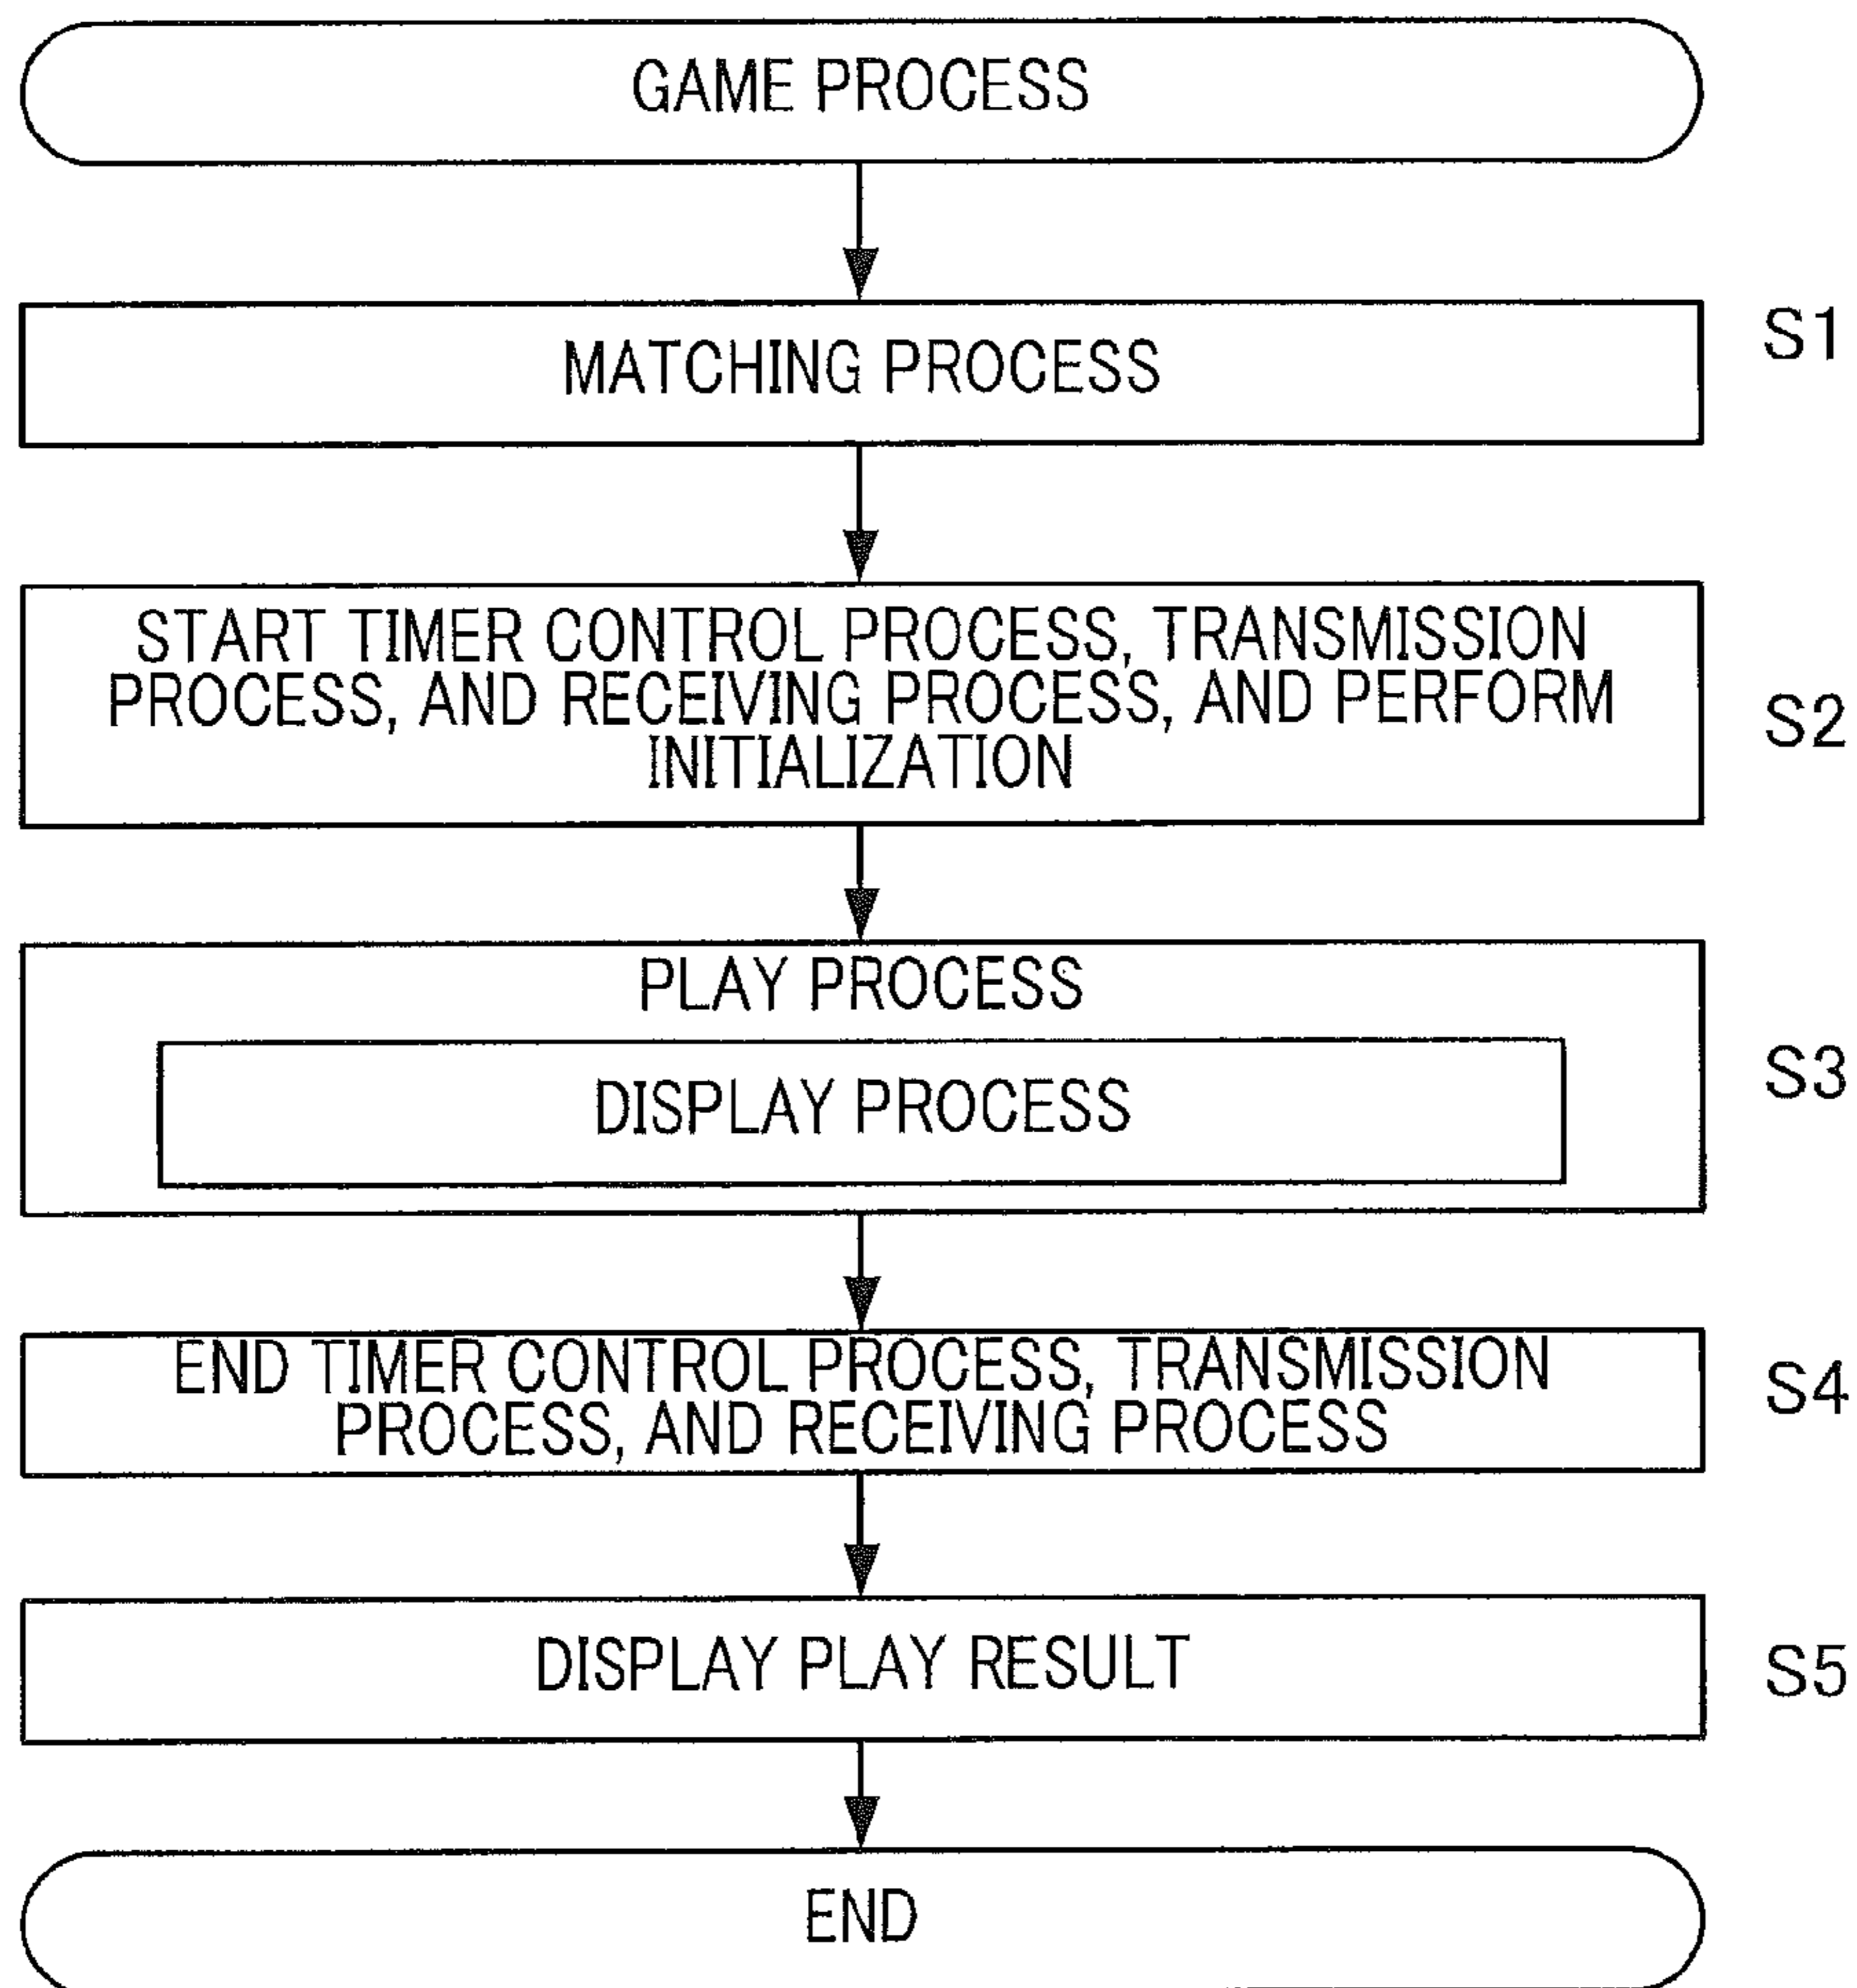 GAME PROCESS
MATCHING PROCESS
S1
START TIMER CONTROL PROCESS, TRANSMISSION
PROCESS, AND RECEIVING PROCESS, AND PERFORM
INITIALIZATION
S2
PLAY PROCESS
DISPLAY PROCESS
S3
END TIMER CONTROL PROCESS, TRANSMISSION
PROCESS, AND RECEIVING PROCESS
S4
DISPLAY PLAY RESULT
S5
END